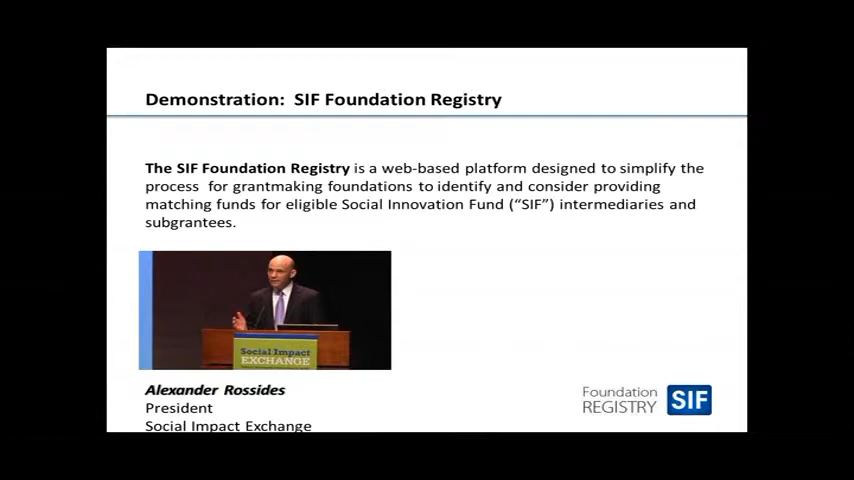 Demonstration:  SIF Foundation Registry
The SIF Foundation Registry is a web-based platform designed to simplify the
process  for grantmaking foundations to identify and consider providing
matching funds for eligible Social Innovation Fund (“SIF”) intermediaries and
subgrantees.
Social Impact
EXCHANGE
Alexander Rossides
President
Social Impact Exchange
Foundation
REGISTRY
SIF